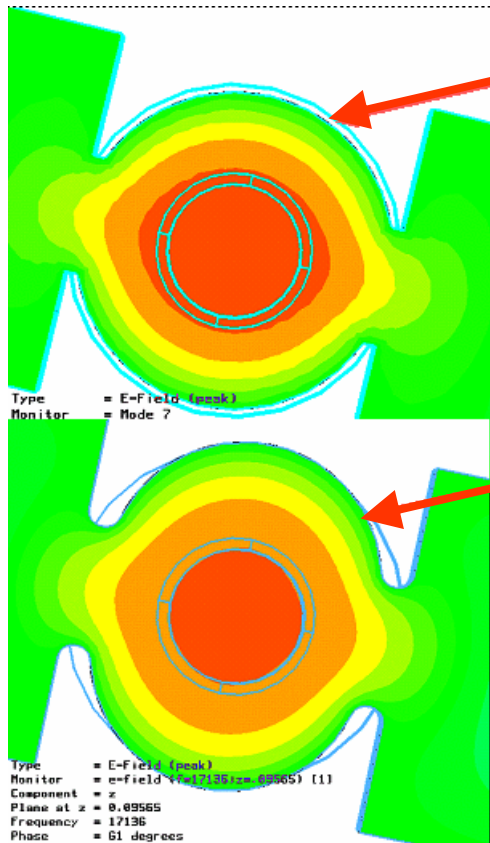 Type = E-Field (peak)
Monitor = Mode 7
Type = E-Field (peak)
Monitor = e-field (f=17136;z=.09565) [1]
Component = z
Plane at z = 0.09565
Frequency = 17136
Phase = 61 degrees